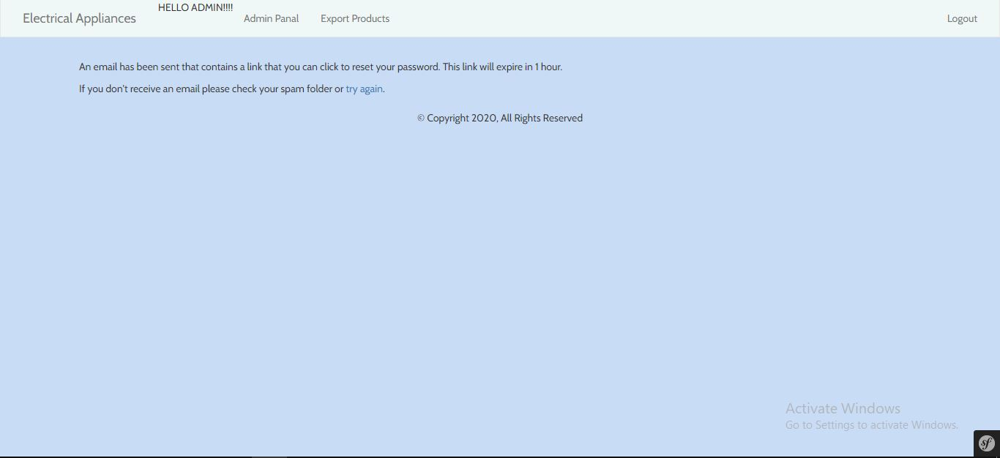 HELLO ADMIN!!!!
Electrical Appliances
Admin Panal
Export Products
Logout
An email has been sent that contains a link that you can click to reset your password. This link will expire in 1 hour.
If you don't receive an email please check your spam folder or try again.
© Copyright 2020, All Rights Reserved
Activate Windows
Go to Settings to activate Windows.
sf